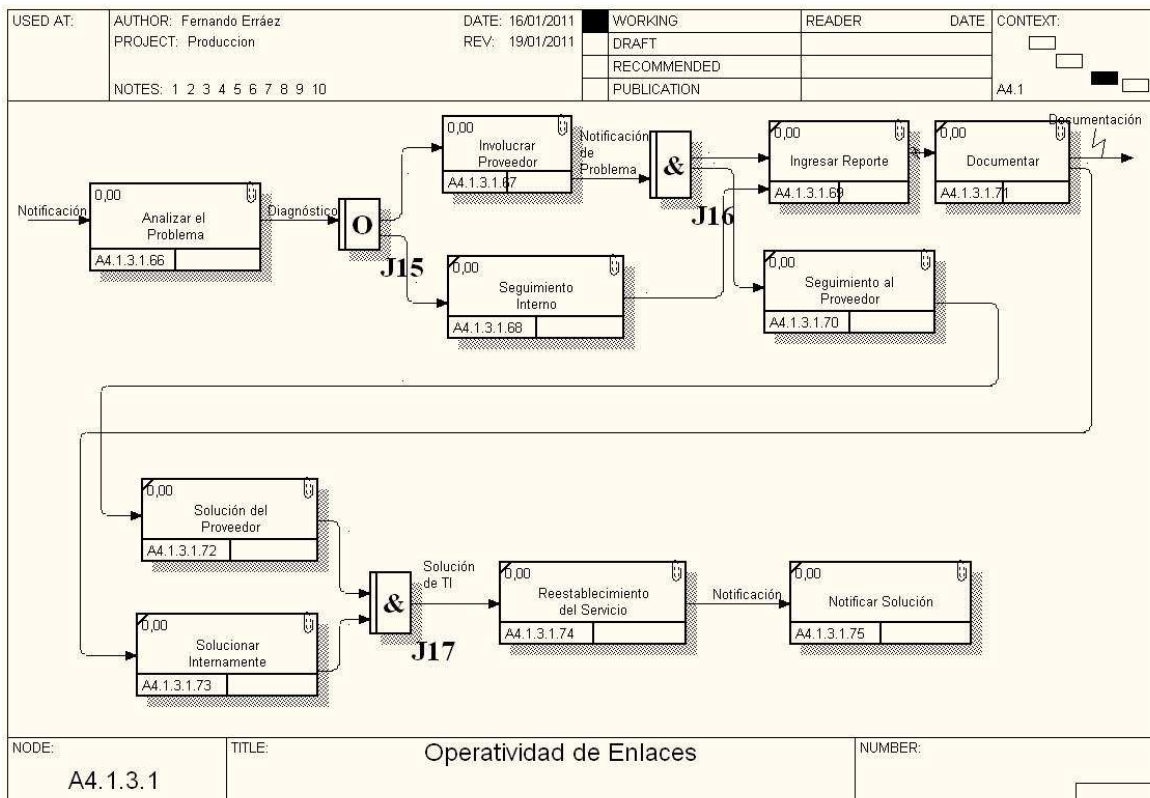 USED AT:
AUTHOR: Fernando Erráez
DATE: 16/01/2011
PROJECT: Produccion
REV: 19/01/2011
NOTES: 1 2 3 4 5 6 7 8 9 10
WORKING
DRAFT
RECOMMENDED
PUBLICATION
READER
DATE
CONTEXT:
A4.1
Notificación
0,00
Analizar el
Problema
A4.1.3.1.66
Diagnóstico
O
J15
0,00
Involucrar
Proveedor
A4.1.3.1.67
Notificación
de
Problema
&
J16
0,00
Seguimiento
Interno
A4.1.3.1.68
0,00
Ingresar Reporte
A4.1.3.1.69
0,00
Documentar
A4.1.3.1.71
Documentación
0,00
Seguimiento al
Proveedor
A4.1.3.1.70
0,00
Solución del
Proveedor
A4.1.3.1.72
0,00
Solucionar
Internamente
A4.1.3.1.73
&
J17
Solución
de TI
0,00
Reestablecimiento
del Servicio
A4.1.3.1.74
Notificación
0,00
Notificar Solución
A4.1.3.1.75
NODE:
A4.1.3.1
TITLE:
Operatividad de Enlaces
NUMBER: